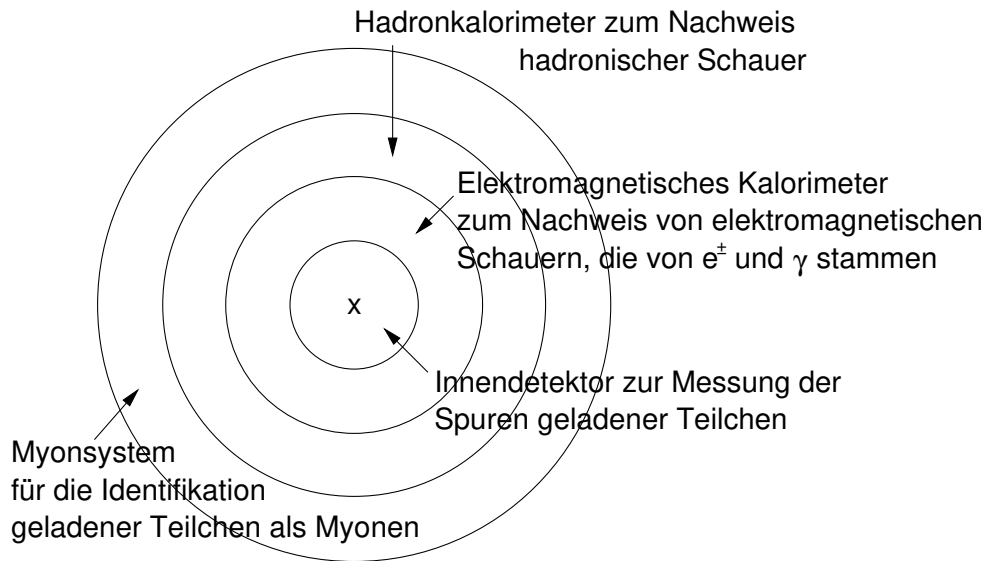 Hadronkalorimeter zum Nachweis
hadronischer Schauer
Elektromagnetisches Kalorimeter
zum Nachweis von elektromagnetischen
Schauern, die von e± und γ stammen
x
Innendetektor zur Messung der
Spuren geladener Teilchen
Myonsystem
für die Identifikation
geladener Teilchen als Myonen